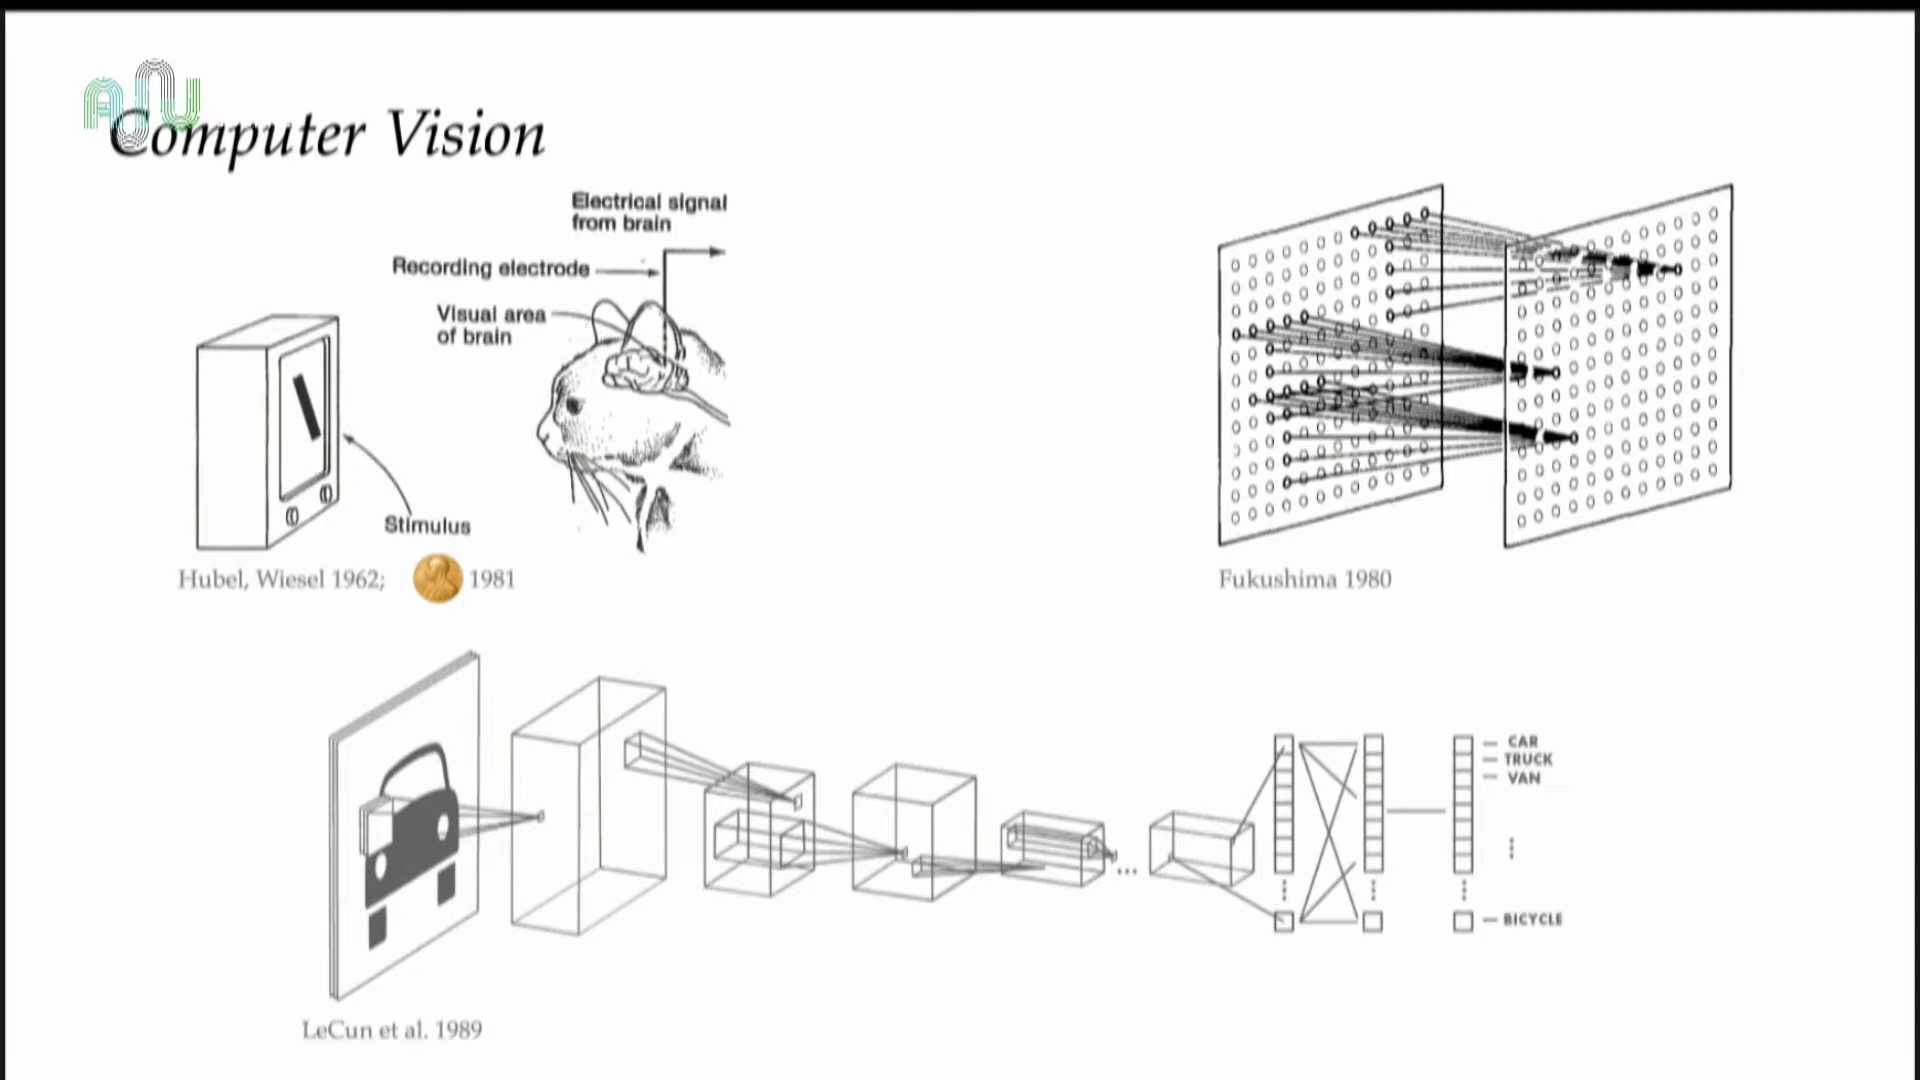 AJU
Computer Vision
Electrical signal
from brain
Recording electrode
Visual area
of brain
Stimulus
Hubel, Wiesel 1962; 1981
Fukushima 1980
CAR
TRUCK
VAN
...
BICYCLE
LeCun et al. 1989